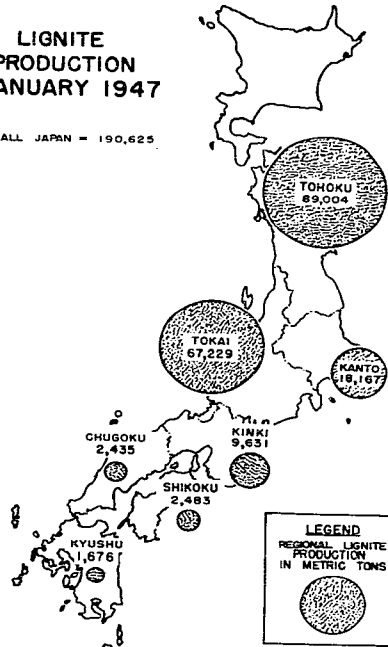 LIGNITE
PRODUCTION
ANUARY 1947
ALL JAPAN = 190,625
TOHOKU
89,004
TOKAI
67,229
KANTO
18,167
KINKI
9,631
CHUGOKU
2,435
SHIKOKU
2,483
KYUSHU
1,676
LEGEND
REGIONAL LIGNITE
PRODUCTION
IN METRIC TONS